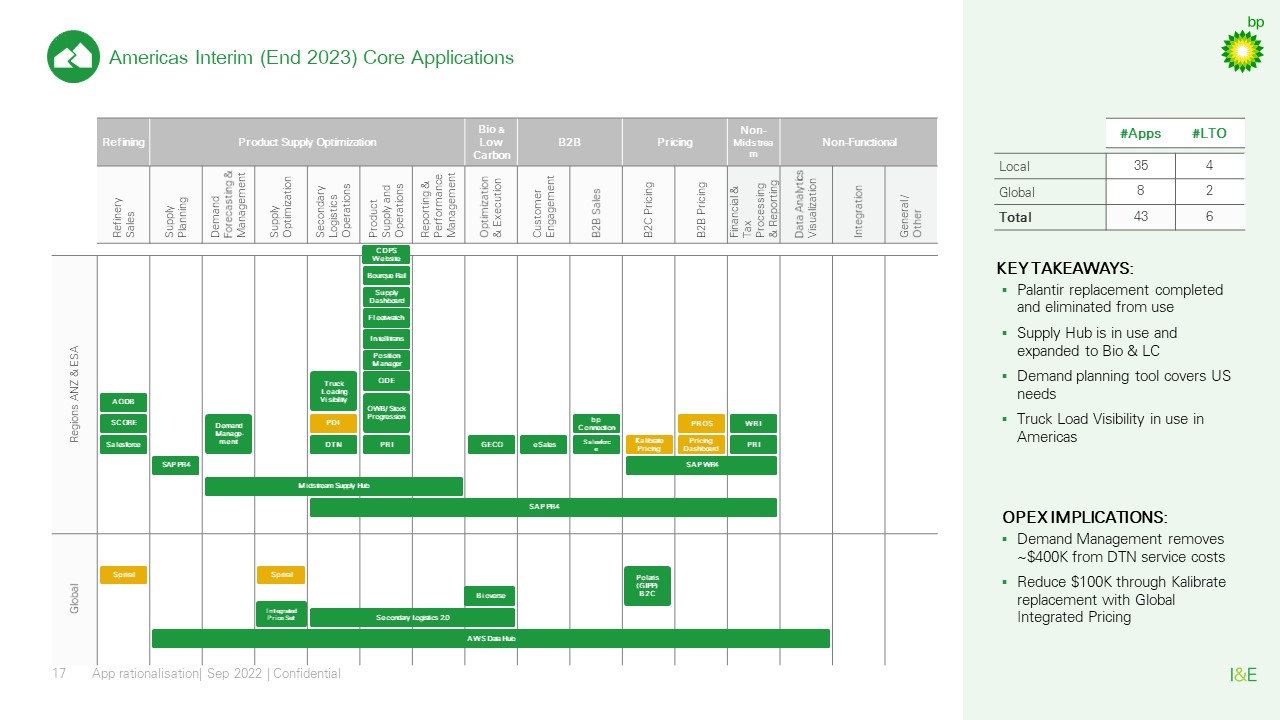 bp
Americas Interim (End 2023) Core Applications
Refining
Product Supply Optimization
Bio &
Low
Carbon
B2B
Pricing
Non-
Midstrea
m
Non-Functional
Refinery
Sales
Supply
Planning
Demand
Forecasting &
Management
Supply
Optimization
Secondary
Logistics
Operations
Product
Supply and
Operations
Reporting &
Performance
Management
Optimization
& Execution
Customer
Engagement
B2B Sales
B2C Pricing
B2B Pricing
Financial &
Tax
Processing
& Reporting
Data Analytics
Visualization
Integration
General/
Other
Regions ANZ & ESA
CDPS
Website
Bourque Rail
Supply
Dashboard
Fleetwatch
Intellitrans
Position
Manager
ODE
OWB/Stock
Progression
PRI
Truck
Loading
Visibility
PDI
DTN
AODB
SCORE
Salesforce
Demand
Manage-
ment
GECO
eSales
bp
Connection
Salesforc
e
Kalibrate
Pricing
PROS
Pricing
Dashboard
WRI
PRI
SAP PR4
SAP WR4
Midstream Supply Hub
SAP PR4
Global
Spiral
Spiral
Integrated
Price Set
Polaris
(GIPP)
B2C
Bioverse
Secondary Logistics 2.0
AWS Data Hub
#Apps #LTO
Local 35 4
Global 8 2
Total 43 6
KEY TAKEAWAYS:
▪ Palantir replacement completed
and eliminated from use
▪ Supply Hub is in use and
expanded to Bio & LC
▪ Demand planning tool covers US
needs
▪ Truck Load Visibility in use in
Americas
OPEX IMPLICATIONS:
▪ Demand Management removes
~$400K from DTN service costs
▪ Reduce $100K through Kalibrate
replacement with Global
Integrated Pricing
17 App rationalisation| Sep 2022 | Confidential
I&E